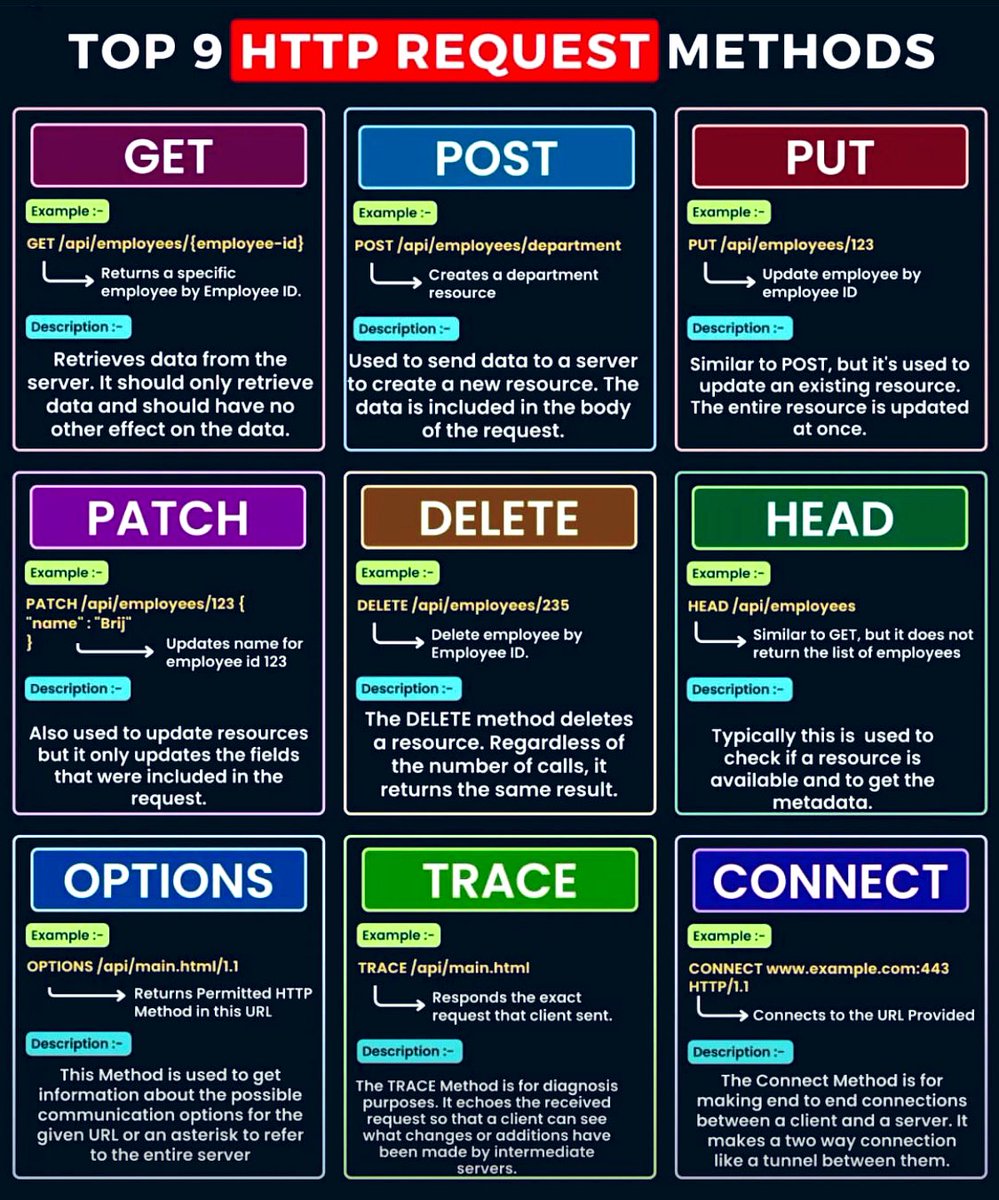 TOP 9 HTTP REQUEST METHODS
GET
Example :-
GET /api/employees/{employee-id}
Returns a specific
employee by Employee ID.
Description :-
Retrieves data from the
server. It should only retrieve
data and should have no
other effect on the data.
POST
Example :-
POST /api/employees/department
Creates a department
resource
Description :-
Used to send data to a server
to create a new resource. The
data is included in the body
of the request.
PUT
Example :-
PUT /api/employees/123
Update employee by
employee ID
Description :-
Similar to POST, but it's used to
update an existing resource.
The entire resource is updated
at once.
PATCH
Example :-
PATCH /api/employees/123 {
"name" : "Brij"
}
Updates name for
employee id 123
Description :-
Also used to update resources
but it only updates the fields
that were included in the
request.
DELETE
Example :-
DELETE /api/employees/235
Delete employee by
Employee ID.
Description :-
The DELETE method deletes
a resource. Regardless of
the number of calls, it
returns the same result.
HEAD
Example :-
HEAD /api/employees
Similar to GET, but it does not
return the list of employees
Description :-
Typically this is used to
check if a resource is
available and to get the
metadata.
OPTIONS
Example :-
OPTIONS /api/main.html/1.1
Returns Permitted HTTP
Method in this URL
Description :-
This Method is used to get
information about the possible
communication options for the
given URL or an asterisk to refer
to the entire server
TRACE
Example :-
TRACE /api/main.html
Responds the exact
request that client sent.
Description :-
The TRACE Method is for diagnosis
purposes. It echoes the received
request so that a client can see
what changes or additions have
been made by intermediate
servers.
CONNECT
Example :-
CONNECT www.example.com:443
HTTP/1.1
Connects to the URL Provided
Description :-
The Connect Method is for
making end to end connections
between a client and a server. It
makes a two way connection
like a tunnel between them.